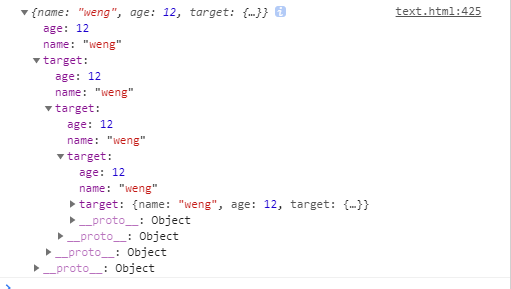 ▼{name: "weng", age: 12, target: {…}} i text.html:425
age: 12
name: "weng"
▼target:
age: 12
name: "weng"
▼target:
age: 12
name: "weng"
▼target:
age: 12
name: "weng"
▶target: {name: "weng", age: 12, target: {…}}
▶__proto__: Object
▶__proto__: Object
▶__proto__: Object
▶__proto__: Object